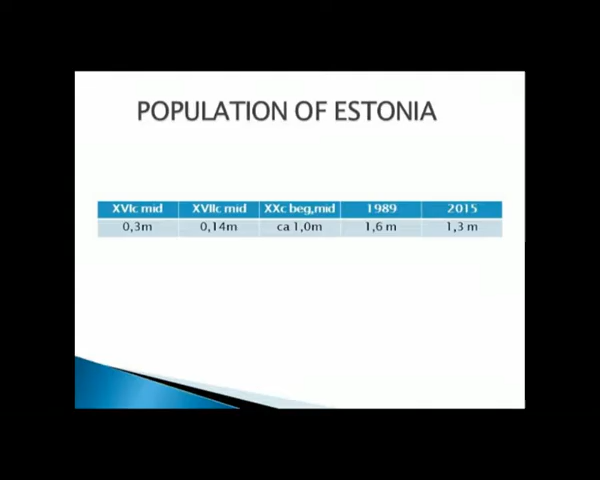 POPULATION OF ESTONIA
XVIc mid XVIIc mid XXc beg,mid 1989 2015
0,3m 0,14m ca 1,0m 1,6 m 1,3 m